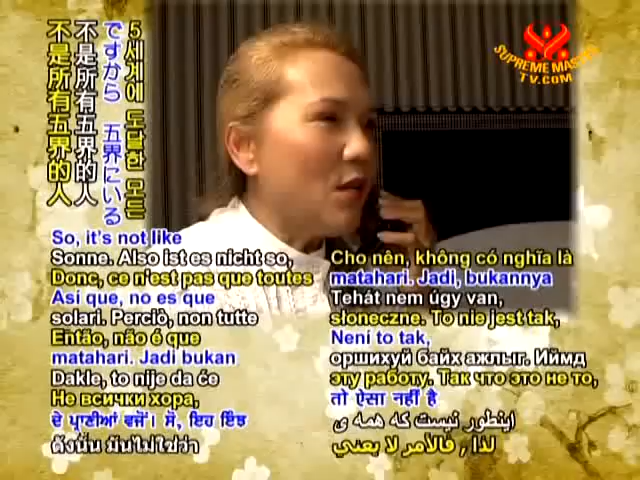 SUPREME MASTER
TV.COM
5세계에 도달한 모든
ですから 五界にいる
不是所有五界的人
不是所有五界的人
So, it's not like
Sonne. Also ist es nicht so,
Donc, ce n'est pas que toutes
Así que, no es que
solari. Perciò, non tutte
Então, não é que
matahari. Jadi bukan
Dakle, to nije da će
Не всички хора,
ਦੇ ਪ੍ਰਾਣੀਆਂ ਵਜੋਂ। ਸੋ, ਇਹ ਇੰਝ
ดังนั้น มันไม่ใช่ว่า
Cho nên, không có nghĩa là
matahari. Jadi, bukannya
Tehát nem úgy van,
słoneczne. To nie jest tak,
Není to tak,
оршихуй байх ажлыг. Иймд
эту работу. Так что это не то,
तो ऐसा नहीं है
اینطور نیست که همه ی
لذا , فالأمر لا يعني